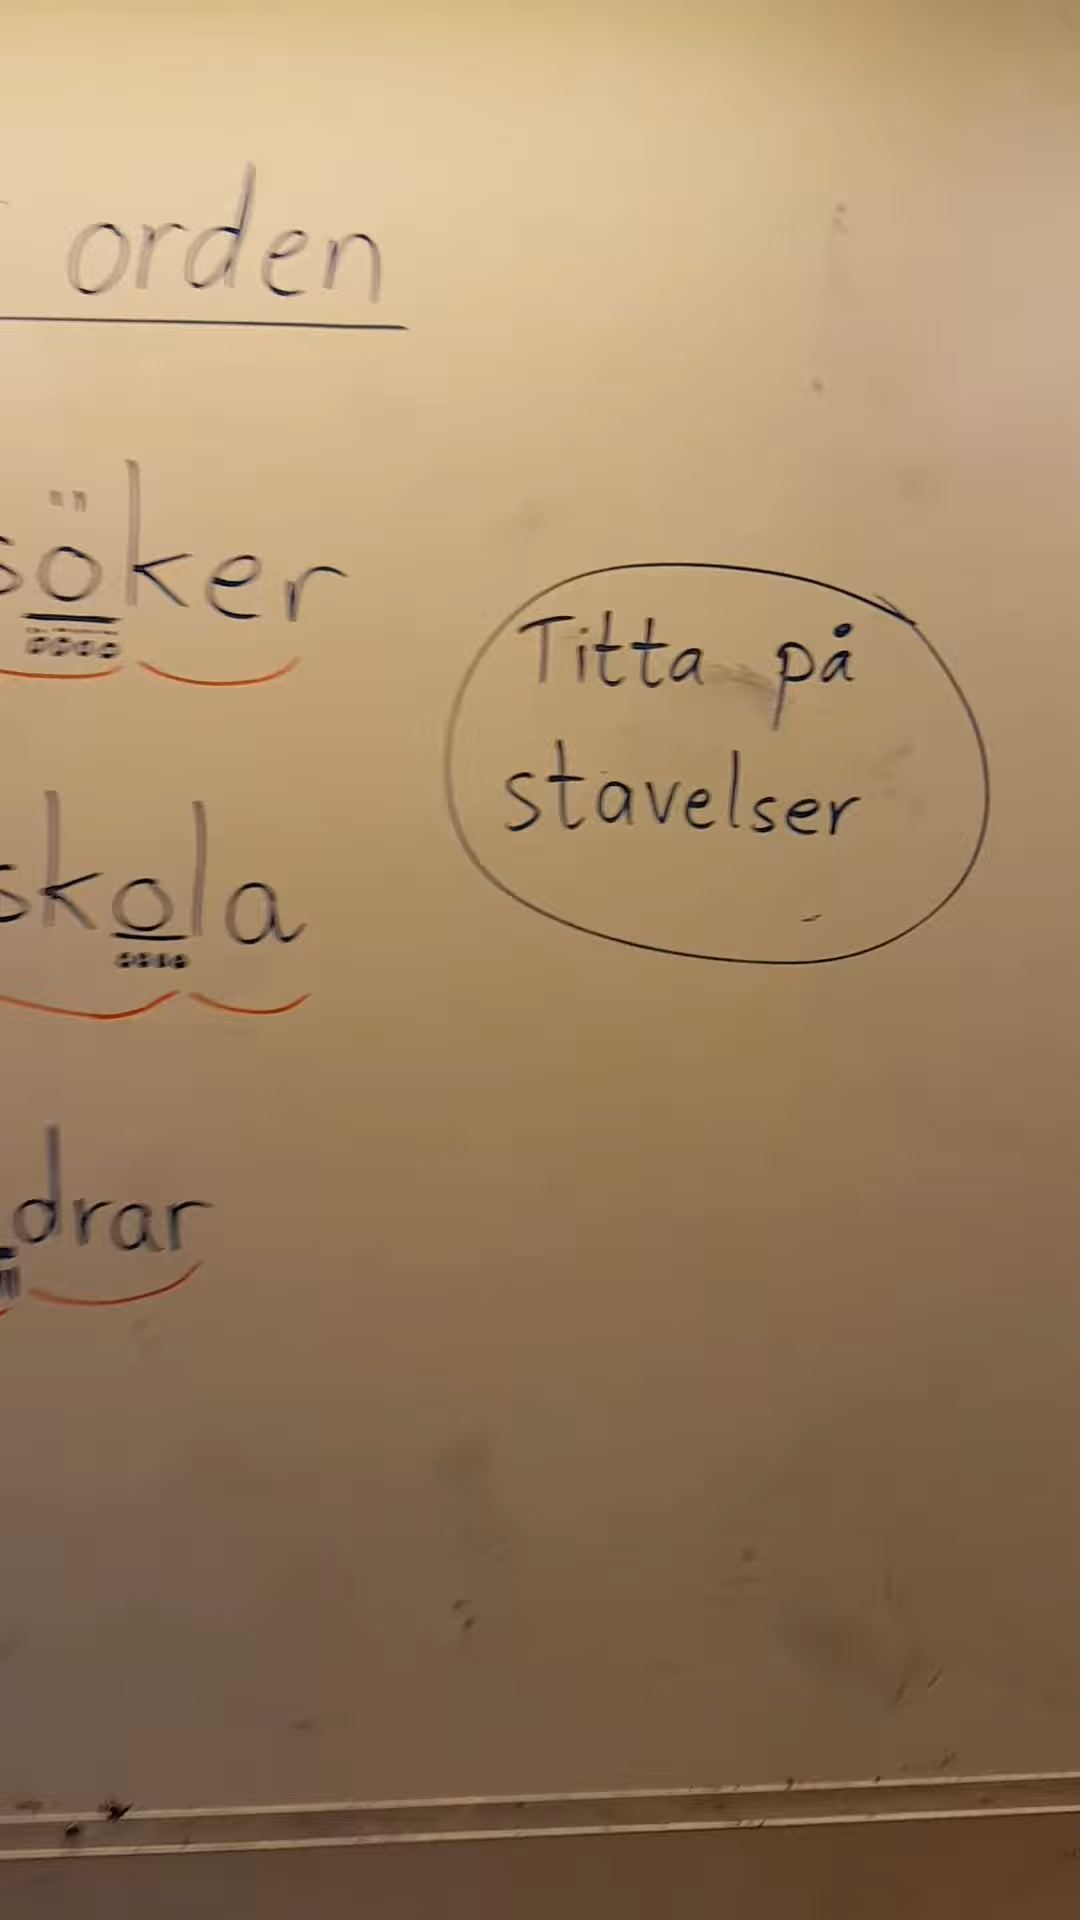 orden
söker
Titta på
stavelser
skola
drar